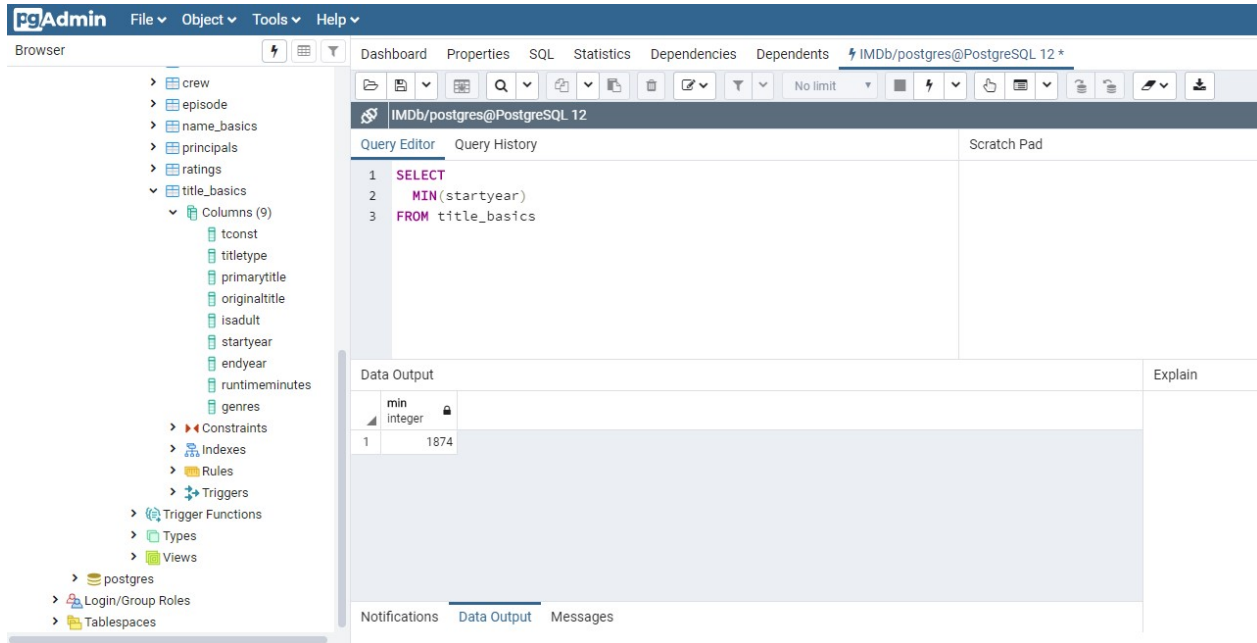 pgAdmin File Object Tools Help
Browser
crew
episode
name_basics
principals
ratings
title_basics
Columns (9)
tconst
titletype
primarytitle
originaltitle
isadult
startyear
endyear
runtimeminutes
genres
Constraints
Indexes
Rules
Triggers
Trigger Functions
Types
Views
postgres
Login/Group Roles
Tablespaces
Dashboard Properties SQL Statistics Dependencies Dependents IMDb/postgres@PostgreSQL 12 *
No limit
IMDb/postgres@PostgreSQL 12
Query Editor Query History
Scratch Pad
1 SELECT
2 MIN(startyear)
3 FROM title_basics
Data Output
Explain
min
integer
1 1874
Notifications Data Output Messages